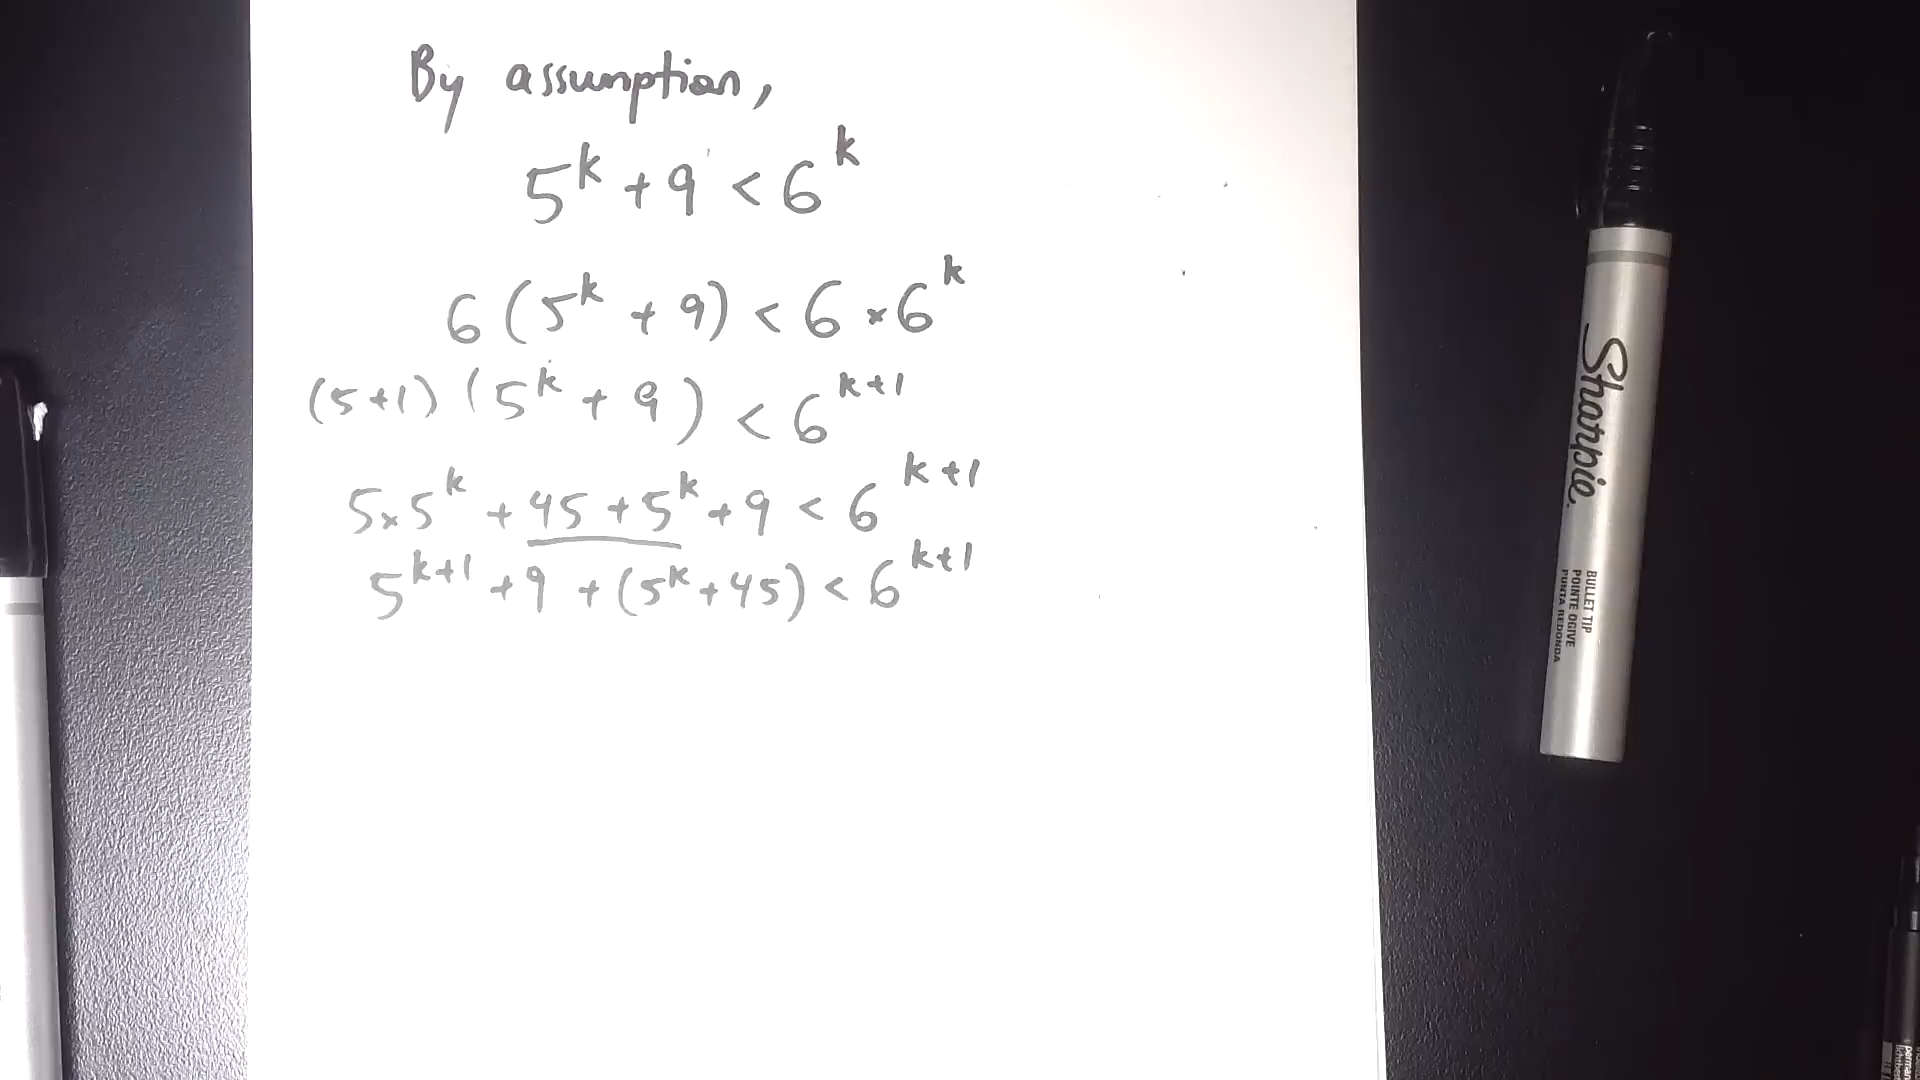 By assumption,
5^k + 9 < 6^k
6 (5^k + 9) < 6 × 6^k
(5+1) (5^k + 9) < 6^{k+1}
5 × 5^k + 45 + 5^k + 9 < 6^{k+1}
5^{k+1} + 9 + (5^k + 45) < 6^{k+1}
Sharpie
BULLET TIP
POINTE OGIVE
PUNTA REDONDA